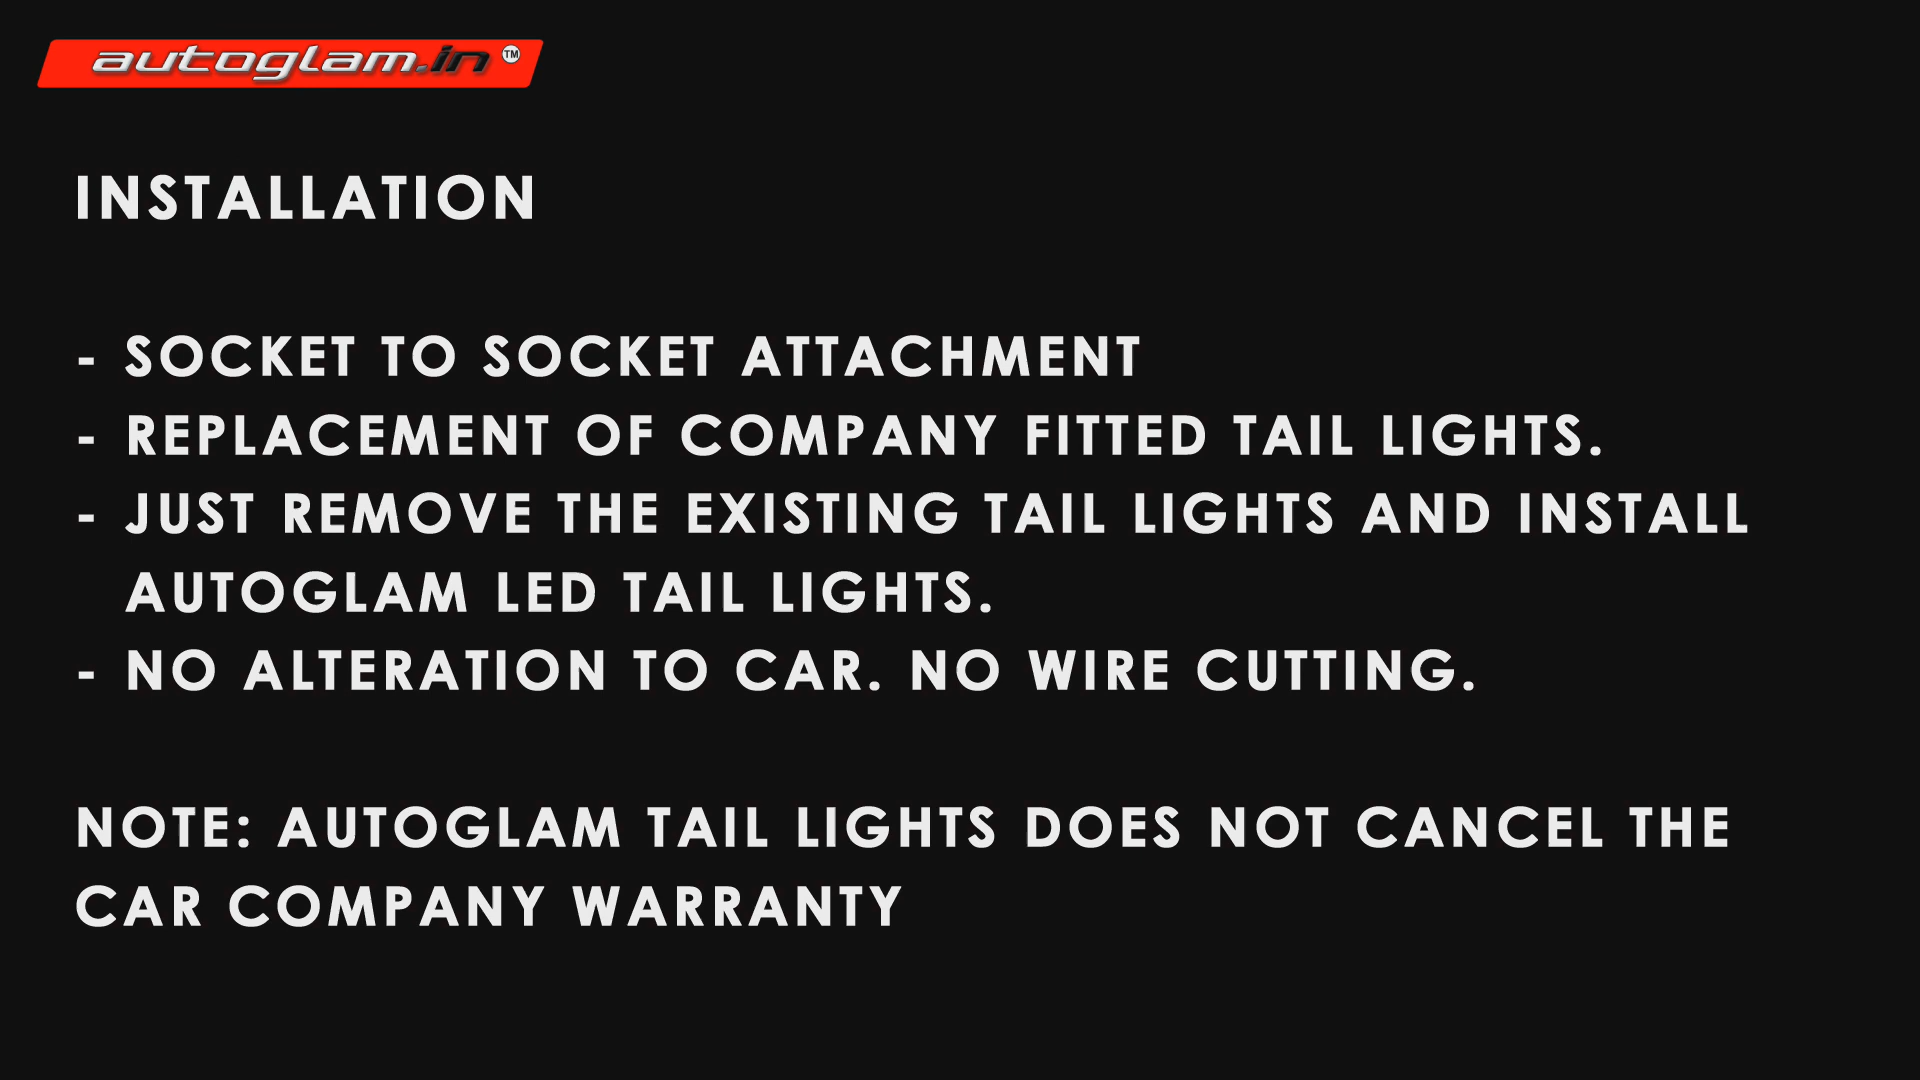 autoglam.in TM
INSTALLATION
- SOCKET TO SOCKET ATTACHMENT
- REPLACEMENT OF COMPANY FITTED TAIL LIGHTS.
- JUST REMOVE THE EXISTING TAIL LIGHTS AND INSTALL
AUTOGLAM LED TAIL LIGHTS.
- NO ALTERATION TO CAR. NO WIRE CUTTING.
NOTE: AUTOGLAM TAIL LIGHTS DOES NOT CANCEL THE
CAR COMPANY WARRANTY